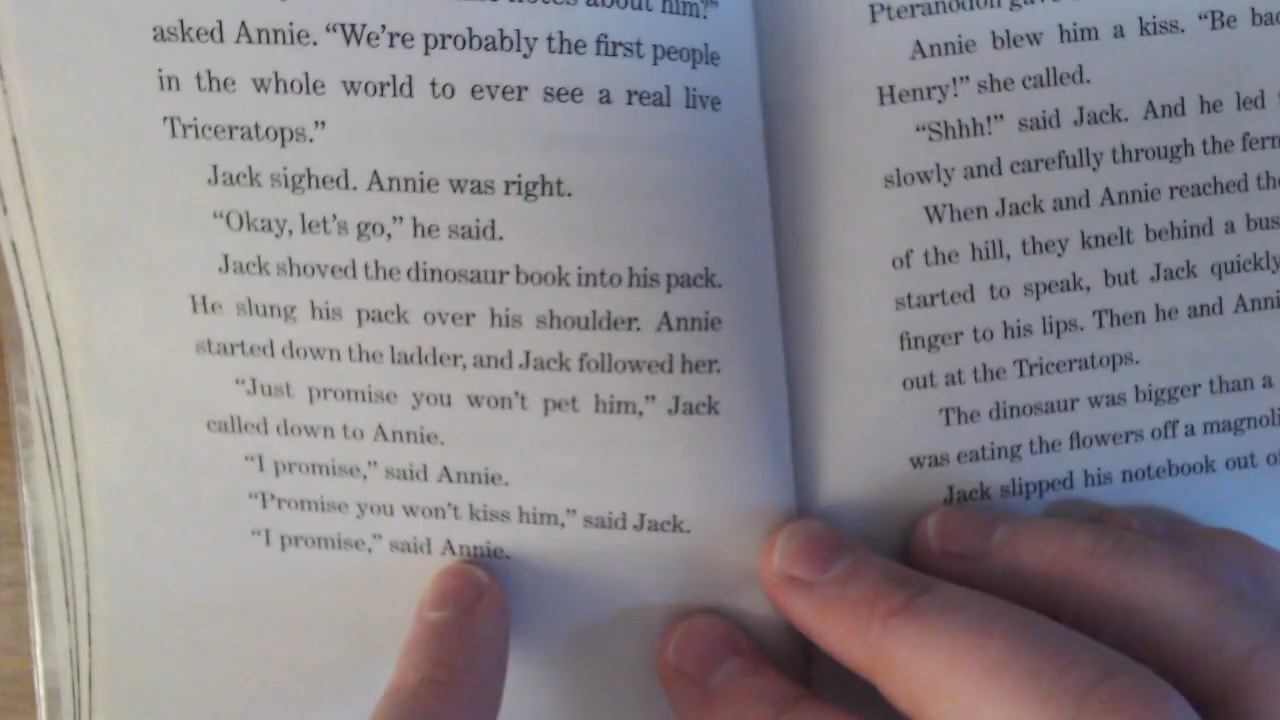 notes about him?”
asked Annie. “We’re probably the first people
in the whole world to ever see a real live
Triceratops.”
Jack sighed. Annie was right.
“Okay, let’s go,” he said.
Jack shoved the dinosaur book into his pack.
He slung his pack over his shoulder. Annie
started down the ladder, and Jack followed her.
“Just promise you won’t pet him,” Jack
called down to Annie.
“I promise,” said Annie.
“Promise you won’t kiss him,” said Jack.
“I promise,” said Annie.
Pteranodon
Annie blew him a kiss. “Be
Henry!” she called.
“Shhh!” said Jack. And he led
slowly and carefully through the
When Jack and Annie reached
of the hill, they knelt behind a
started to speak, but Jack quickly
finger to his lips. Then he and
out at the Triceratops.
The dinosaur was bigger than a
was eating the flowers off a
Jack slipped his notebook out